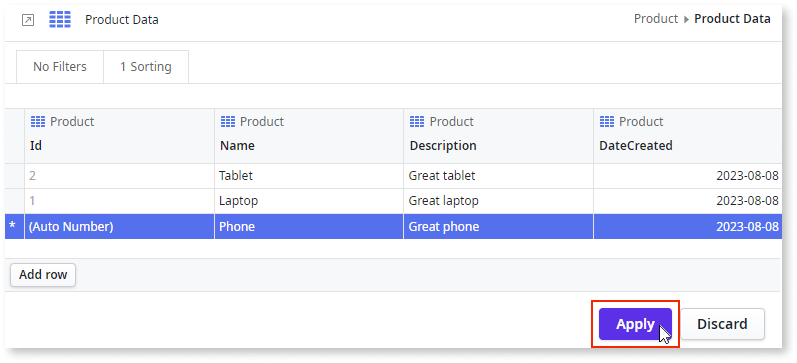 Product Data
Product ▸ Product Data
No Filters 1 Sorting
Product Product Product Product
Id Name Description DateCreated
2 Tablet Great tablet 2023-08-08
1 Laptop Great laptop 2023-08-08
* (Auto Number) Phone Great phone 2023-08-08
Add row
Apply Discard